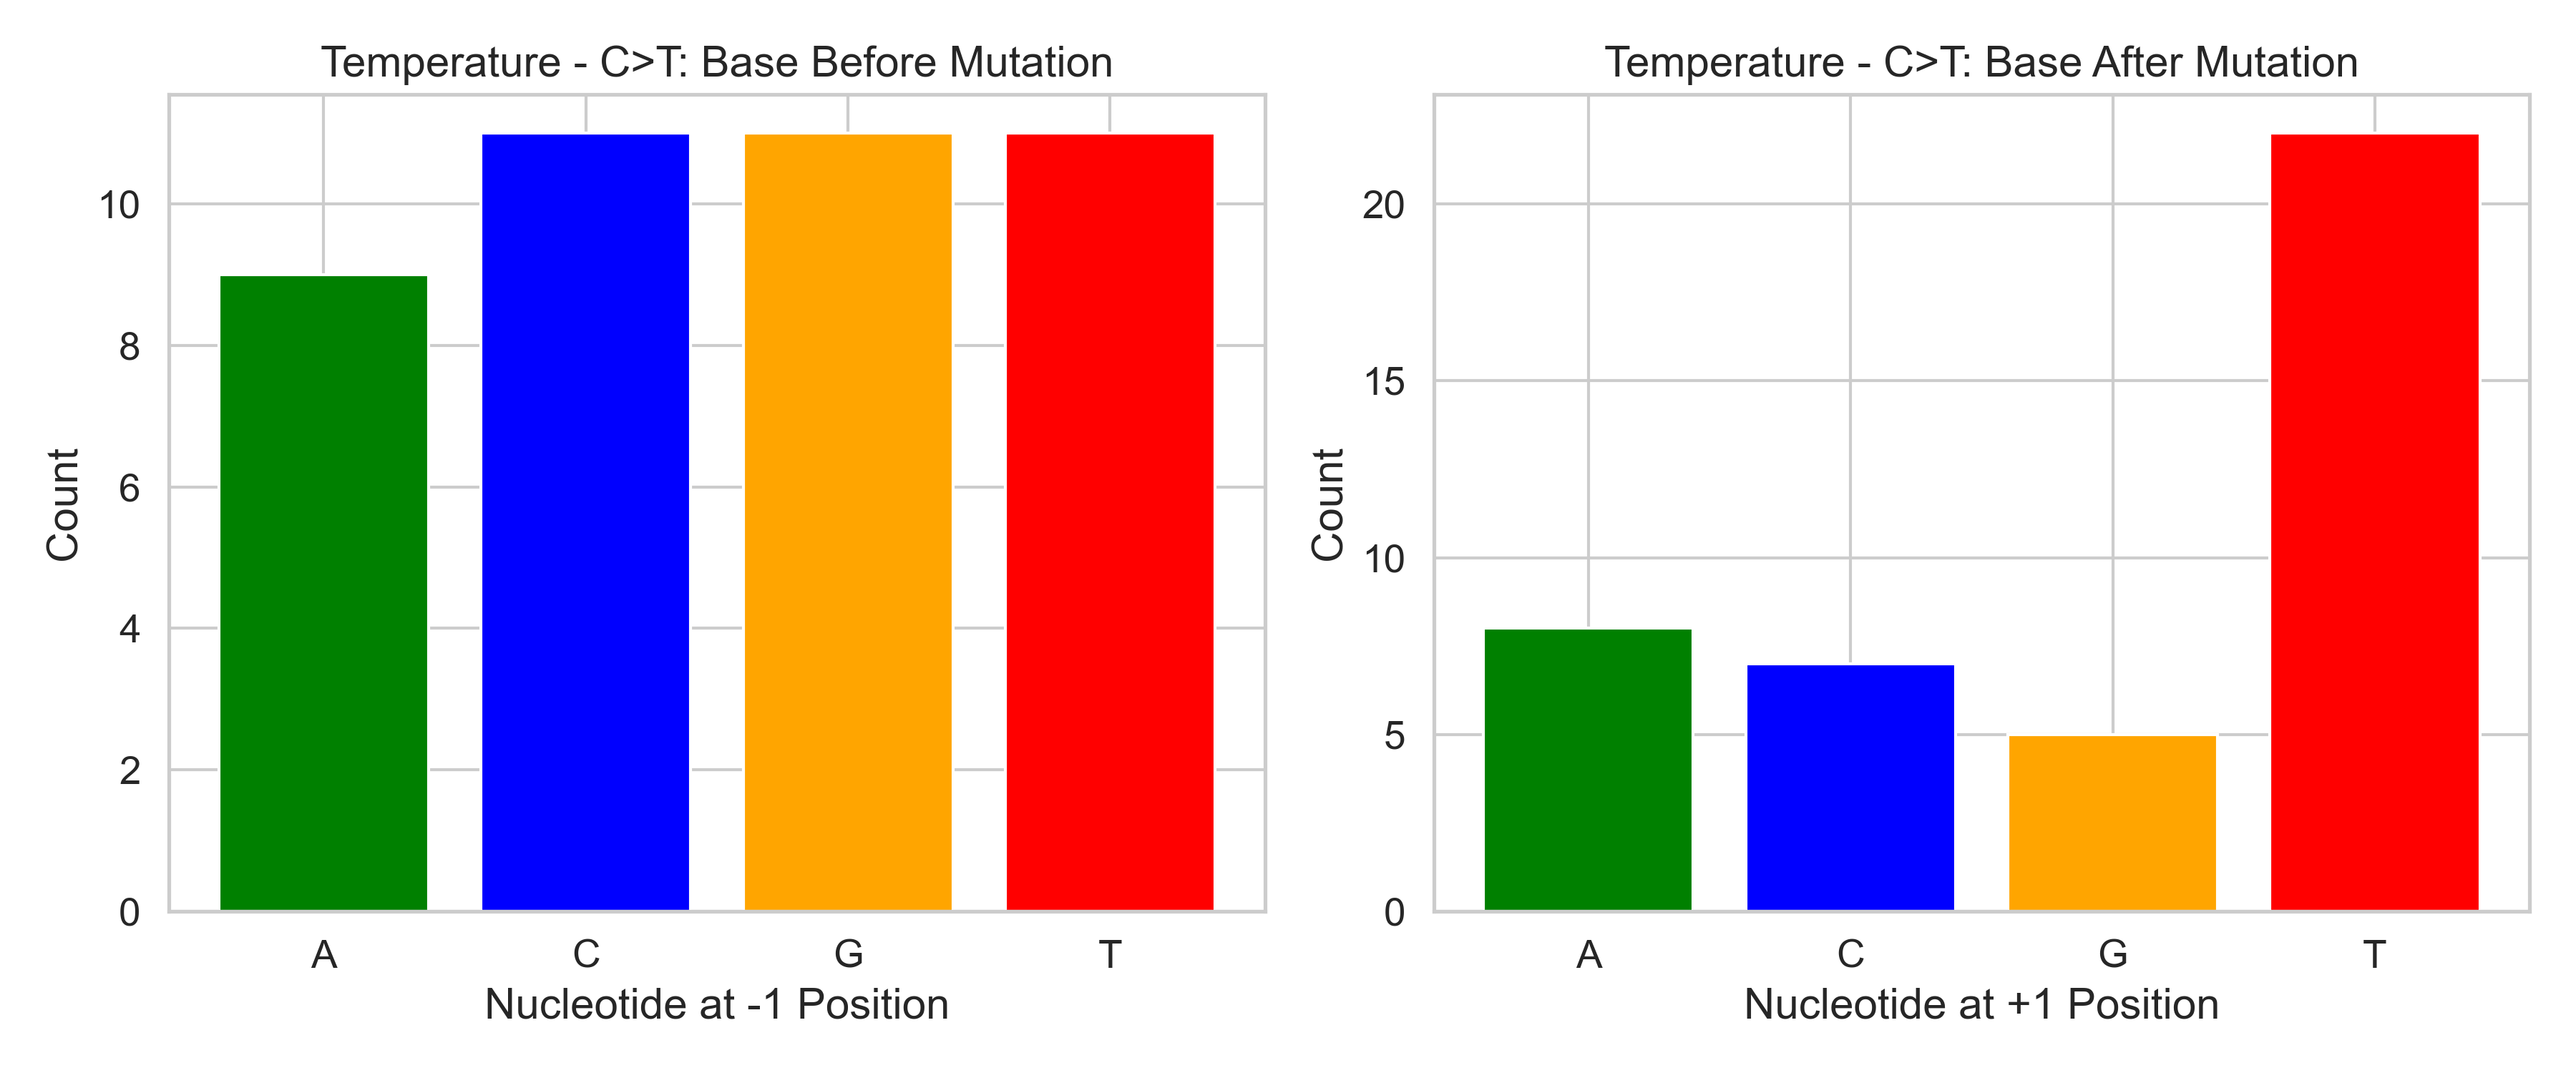 Temperature - C>T: Base Before Mutation
10
8
6
4
2
0
Count
A C G T
Nucleotide at -1 Position
Temperature - C>T: Base After Mutation
20
15
10
5
0
Count
A C G T
Nucleotide at +1 Position